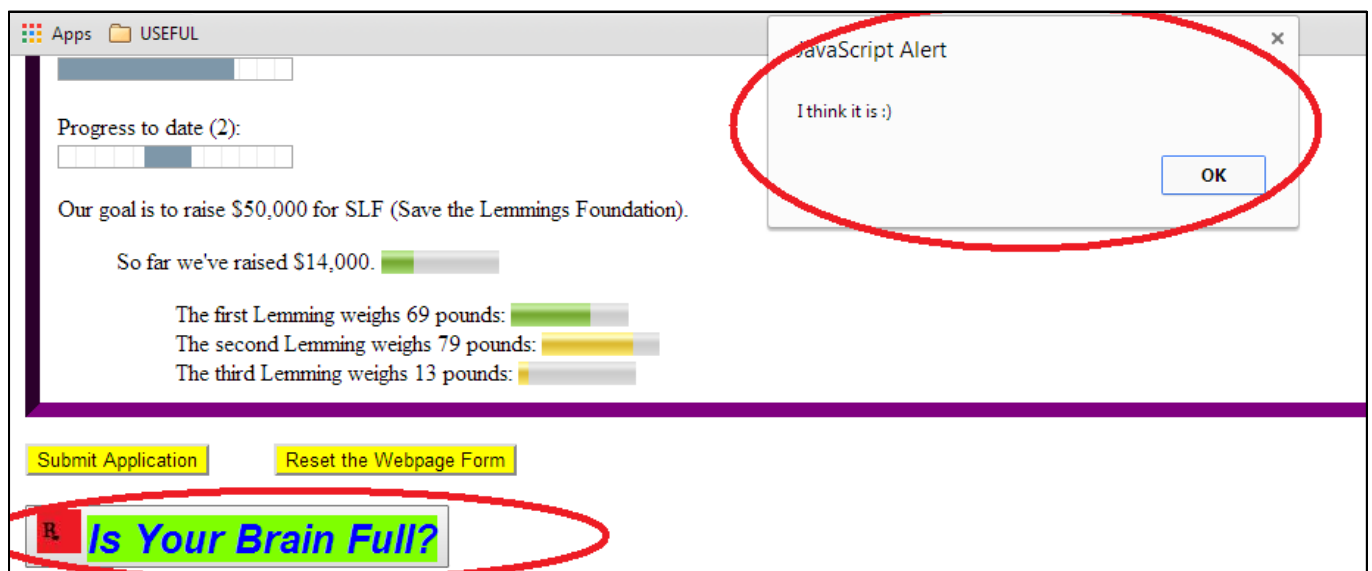 Apps USEFUL
JavaScript Alert
×
I think it is :)
OK
Progress to date (2):
Our goal is to raise $50,000 for SLF (Save the Lemmings Foundation).
So far we've raised $14,000.
The first Lemming weighs 69 pounds:
The second Lemming weighs 79 pounds:
The third Lemming weighs 13 pounds:
Submit Application Reset the Webpage Form
℞ Is Your Brain Full?